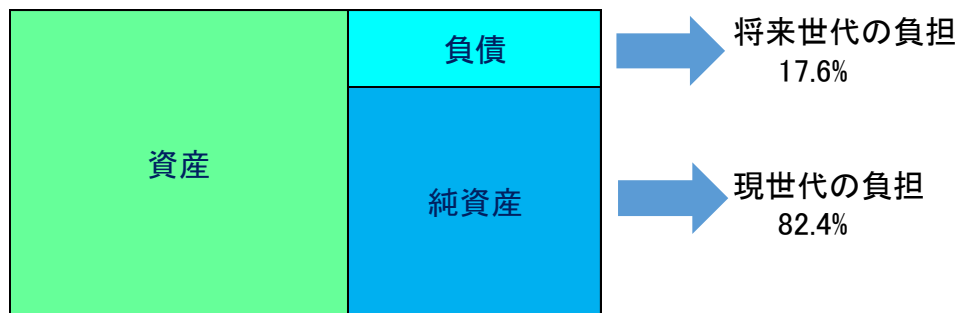 資産
負債
純資産
将来世代の負担
17.6%
現世代の負担
82.4%